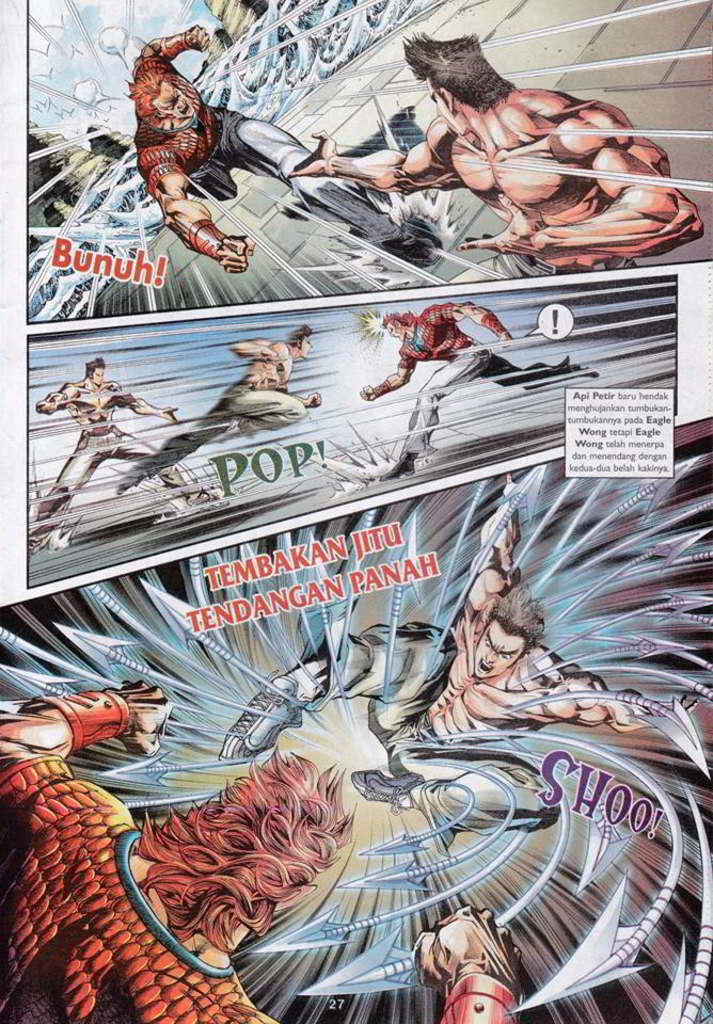 Bunuh!
!
Api Petir baru hendak
menghujankan tumbukan-
tumbukannya pada Eagle
Wong tetapi Eagle
Wong telah menerpa
dan menendang dengan
kedua-dua belah kakinya.
POP!
TEMBAKAN JITU
TENDANGAN PANAH
SHOO!
27